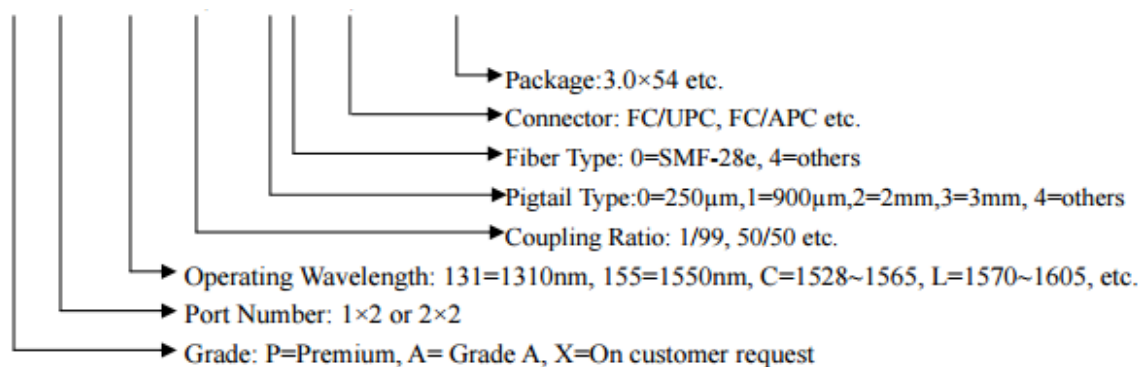 Package:3.0×54 etc.
Connector: FC/UPC, FC/APC etc.
Fiber Type: 0=SMF-28e, 4=others
Pigtail Type:0=250μm,1=900μm,2=2mm,3=3mm, 4=others
Coupling Ratio: 1/99, 50/50 etc.
Operating Wavelength: 131=1310nm, 155=1550nm, C=1528~1565, L=1570~1605, etc.
Port Number: 1×2 or 2×2
Grade: P=Premium, A= Grade A, X=On customer request